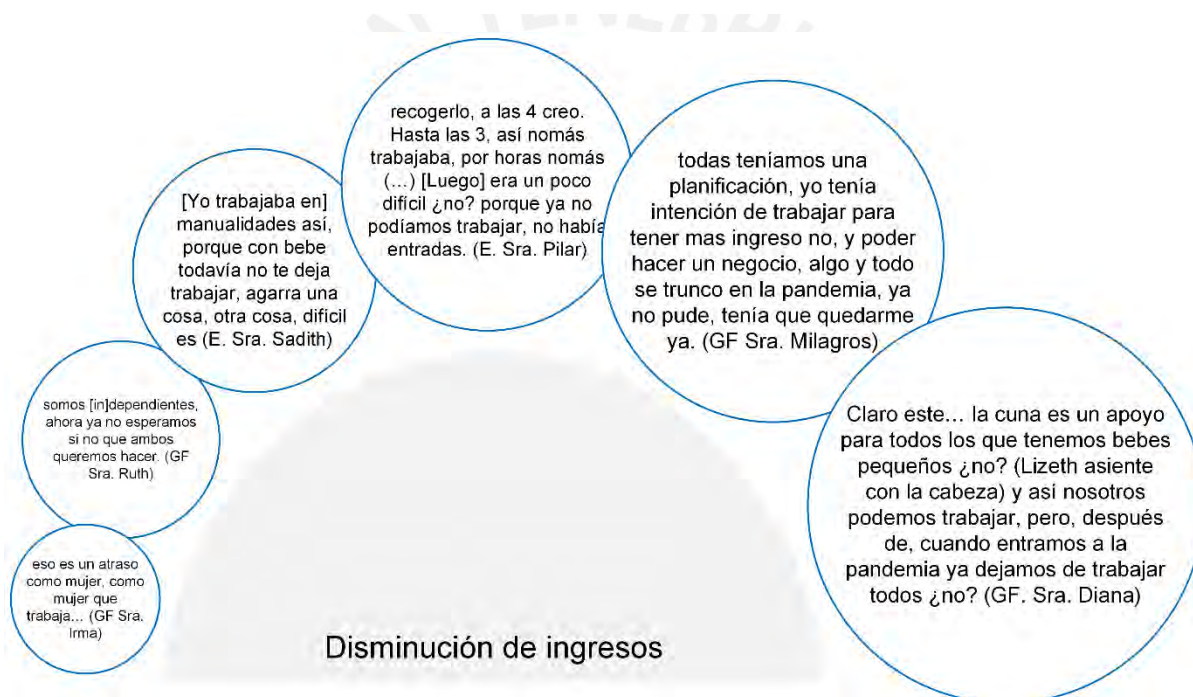 eso es un atraso
como mujer, como
mujer que
trabaja... (GF Sra.
Irma)
somos [in]dependientes,
ahora ya no esperamos
si no que ambos
queremos hacer. (GF
Sra. Ruth)
[Yo trabajaba en]
manualidades así,
porque con bebe
todavía no te deja
trabajar, agarra una
cosa, otra cosa, difícil
es (E. Sra. Sadith)
recogerlo, a las 4 creo.
Hasta las 3, así nomás
trabajaba, por horas nomás
(...) [Luego] era un poco
difícil ¿no? porque ya no
podíamos trabajar, no había
entradas. (E. Sra. Pilar)
todas teníamos una
planificación, yo tenía
intención de trabajar para
tener mas ingreso no, y poder
hacer un negocio, algo y todo
se trunco en la pandemia, ya
no pude, tenía que quedarme
ya. (GF Sra. Milagros)
Claro este... la cuna es un apoyo
para todos los que tenemos bebes
pequeños ¿no? (Lizeth asiente
con la cabeza) y así nosotros
podemos trabajar, pero, después
de, cuando entramos a la
pandemia ya dejamos de trabajar
todos ¿no? (GF. Sra. Diana)
Disminución de ingresos